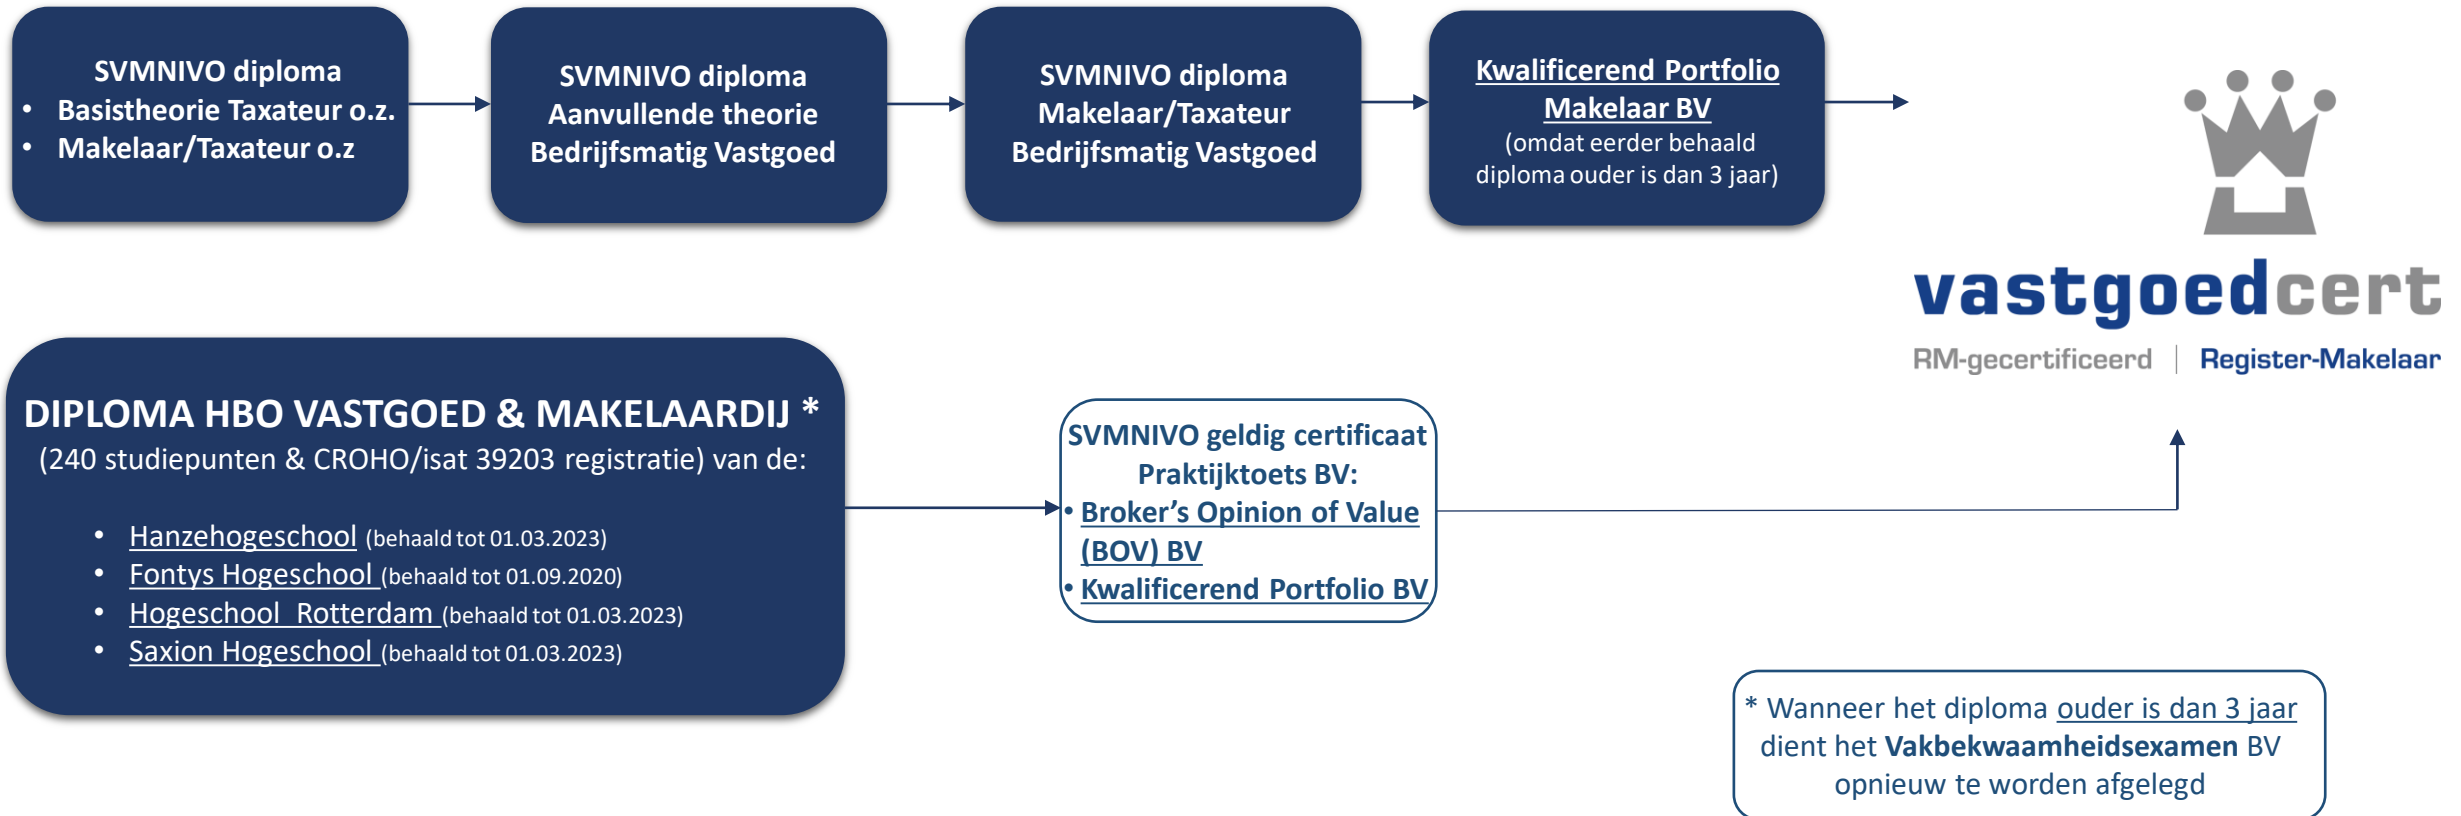 SVMNIVO diploma
• Basistheorie Taxateur o.z.
• Makelaar/Taxateur o.z
SVMNIVO diploma
Aanvullende theorie
Bedrijfsmatig Vastgoed
SVMNIVO diploma
Makelaar/Taxateur
Bedrijfsmatig Vastgoed
Kwalificerend Portfolio
Makelaar BV
(omdat eerder behaald
diploma ouder is dan 3 jaar)
vastgoedcert
RM-gecertificeerd | Register-Makelaar
DIPLOMA HBO VASTGOED & MAKELAARDIJ *
(240 studiepunten & CROHO/isat 39203 registratie) van de:
• Hanzehogeschool (behaald tot 01.03.2023)
• Fontys Hogeschool (behaald tot 01.09.2020)
• Hogeschool Rotterdam (behaald tot 01.03.2023)
• Saxion Hogeschool (behaald tot 01.03.2023)
SVMNIVO geldig certificaat
Praktijktoets BV:
• Broker’s Opinion of Value
(BOV) BV
• Kwalificerend Portfolio BV
* Wanneer het diploma ouder is dan 3 jaar
dient het Vakbekwaamheidsexamen BV
opnieuw te worden afgelegd